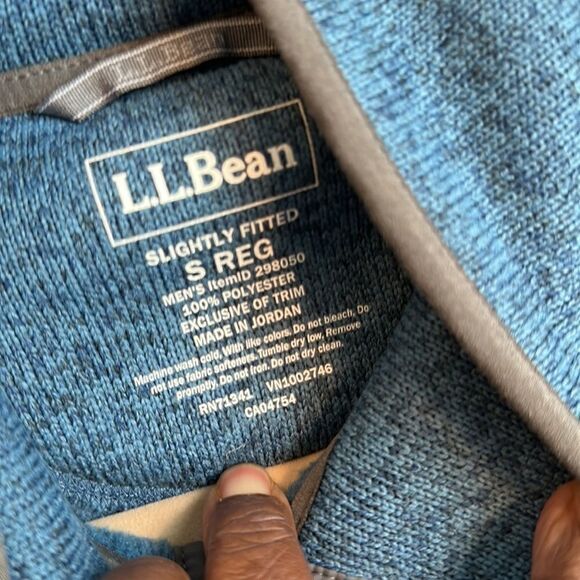 L.L.Bean
SLIGHTLY FITTED
S REG
MEN'S ItemID 298050
100% POLYESTER
EXCLUSIVE OF TRIM
MADE IN JORDAN
Machine wash cold. With like colors. Do not bleach. Do
not use fabric softeners. Tumble dry low. Remove
promptly. Do not iron. Do not dry clean.
RN71341 VN1002746
CA04754